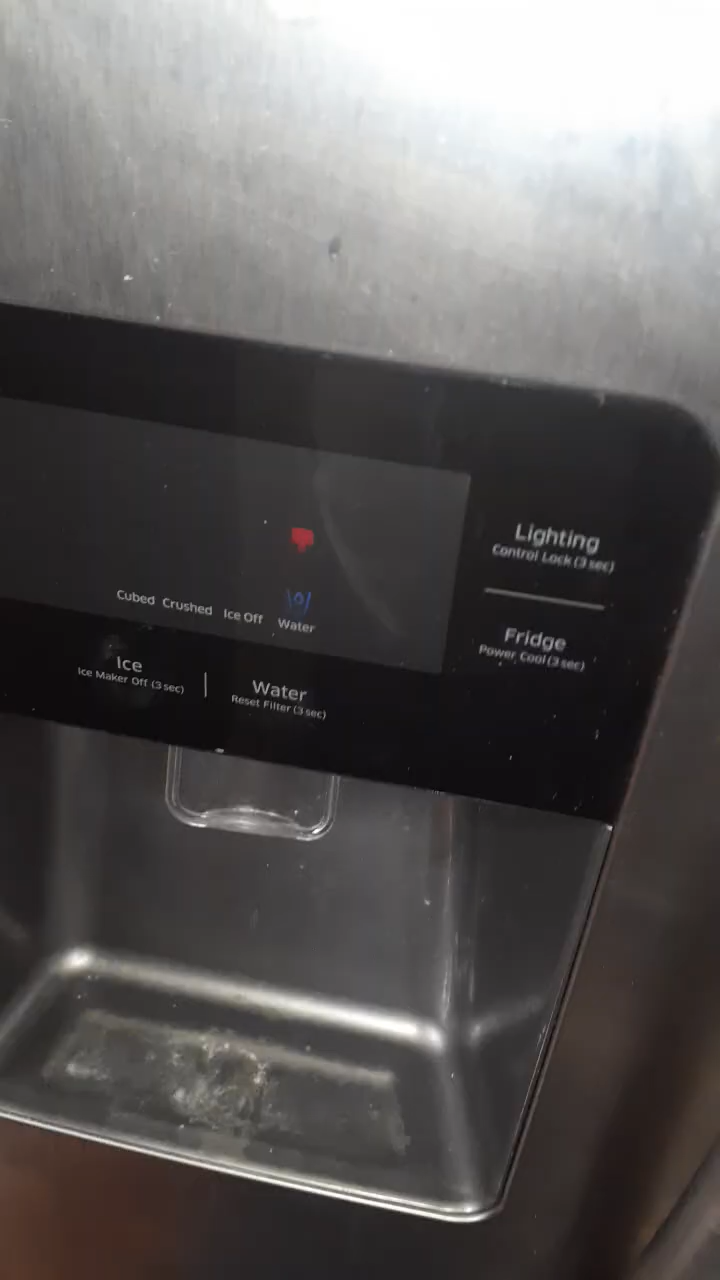 Lighting
Control Lock (3 sec)
Cubed Crushed Ice Off Water
Fridge
Power Cool (3 sec)
Ice
Ice Maker Off (3 sec)
Water
Reset Filter (3 sec)